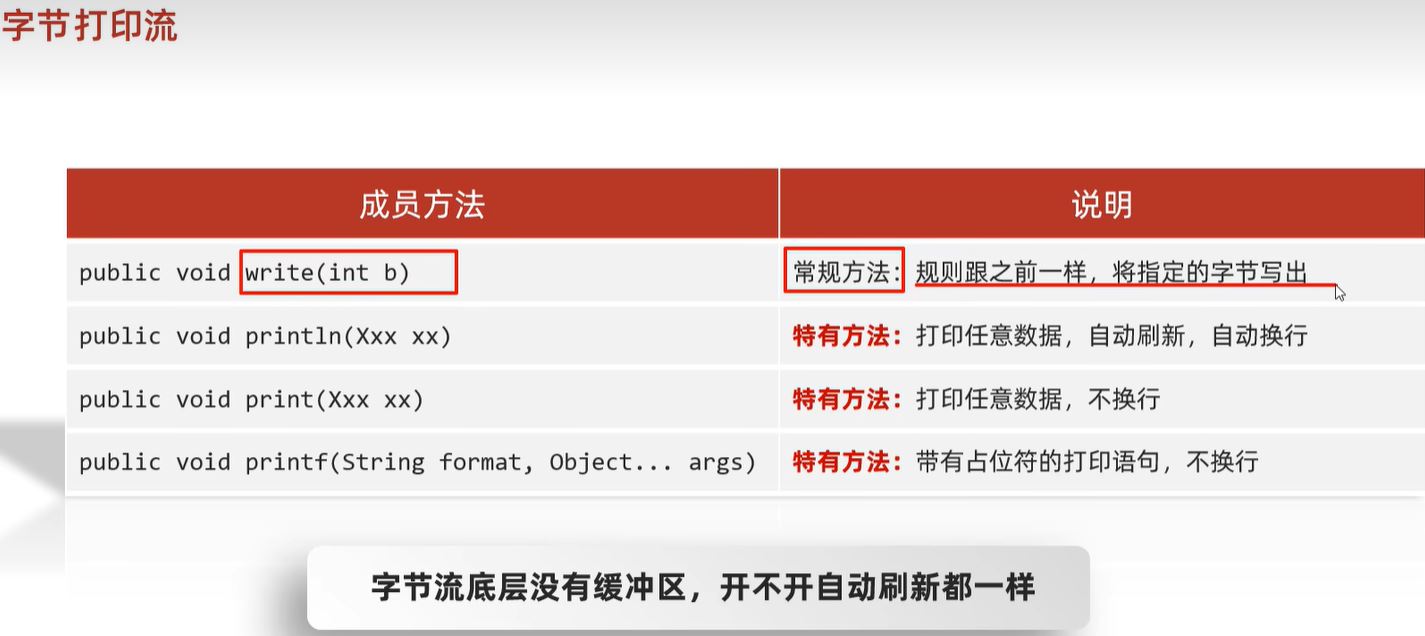 字节打印流
成员方法 说明
public void write(int b) 常规方法：规则跟之前一样，将指定的字节写出
public void println(Xxx xx) 特有方法：打印任意数据，自动刷新，自动换行
public void print(Xxx xx) 特有方法：打印任意数据，不换行
public void printf(String format, Object... args) 特有方法：带有占位符的打印语句，不换行
字节流底层没有缓冲区，开不开自动刷新都一样